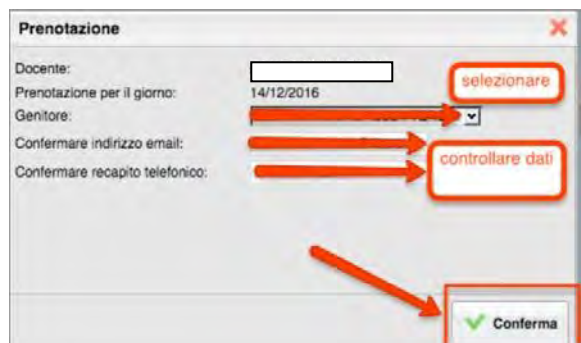 Prenotazione
Docente:
selezionare
Prenotazione per il giorno: 14/12/2016
Genitore:
Confermare indirizzo email:
controllare dati
Confermare recapito telefonico:
Conferma